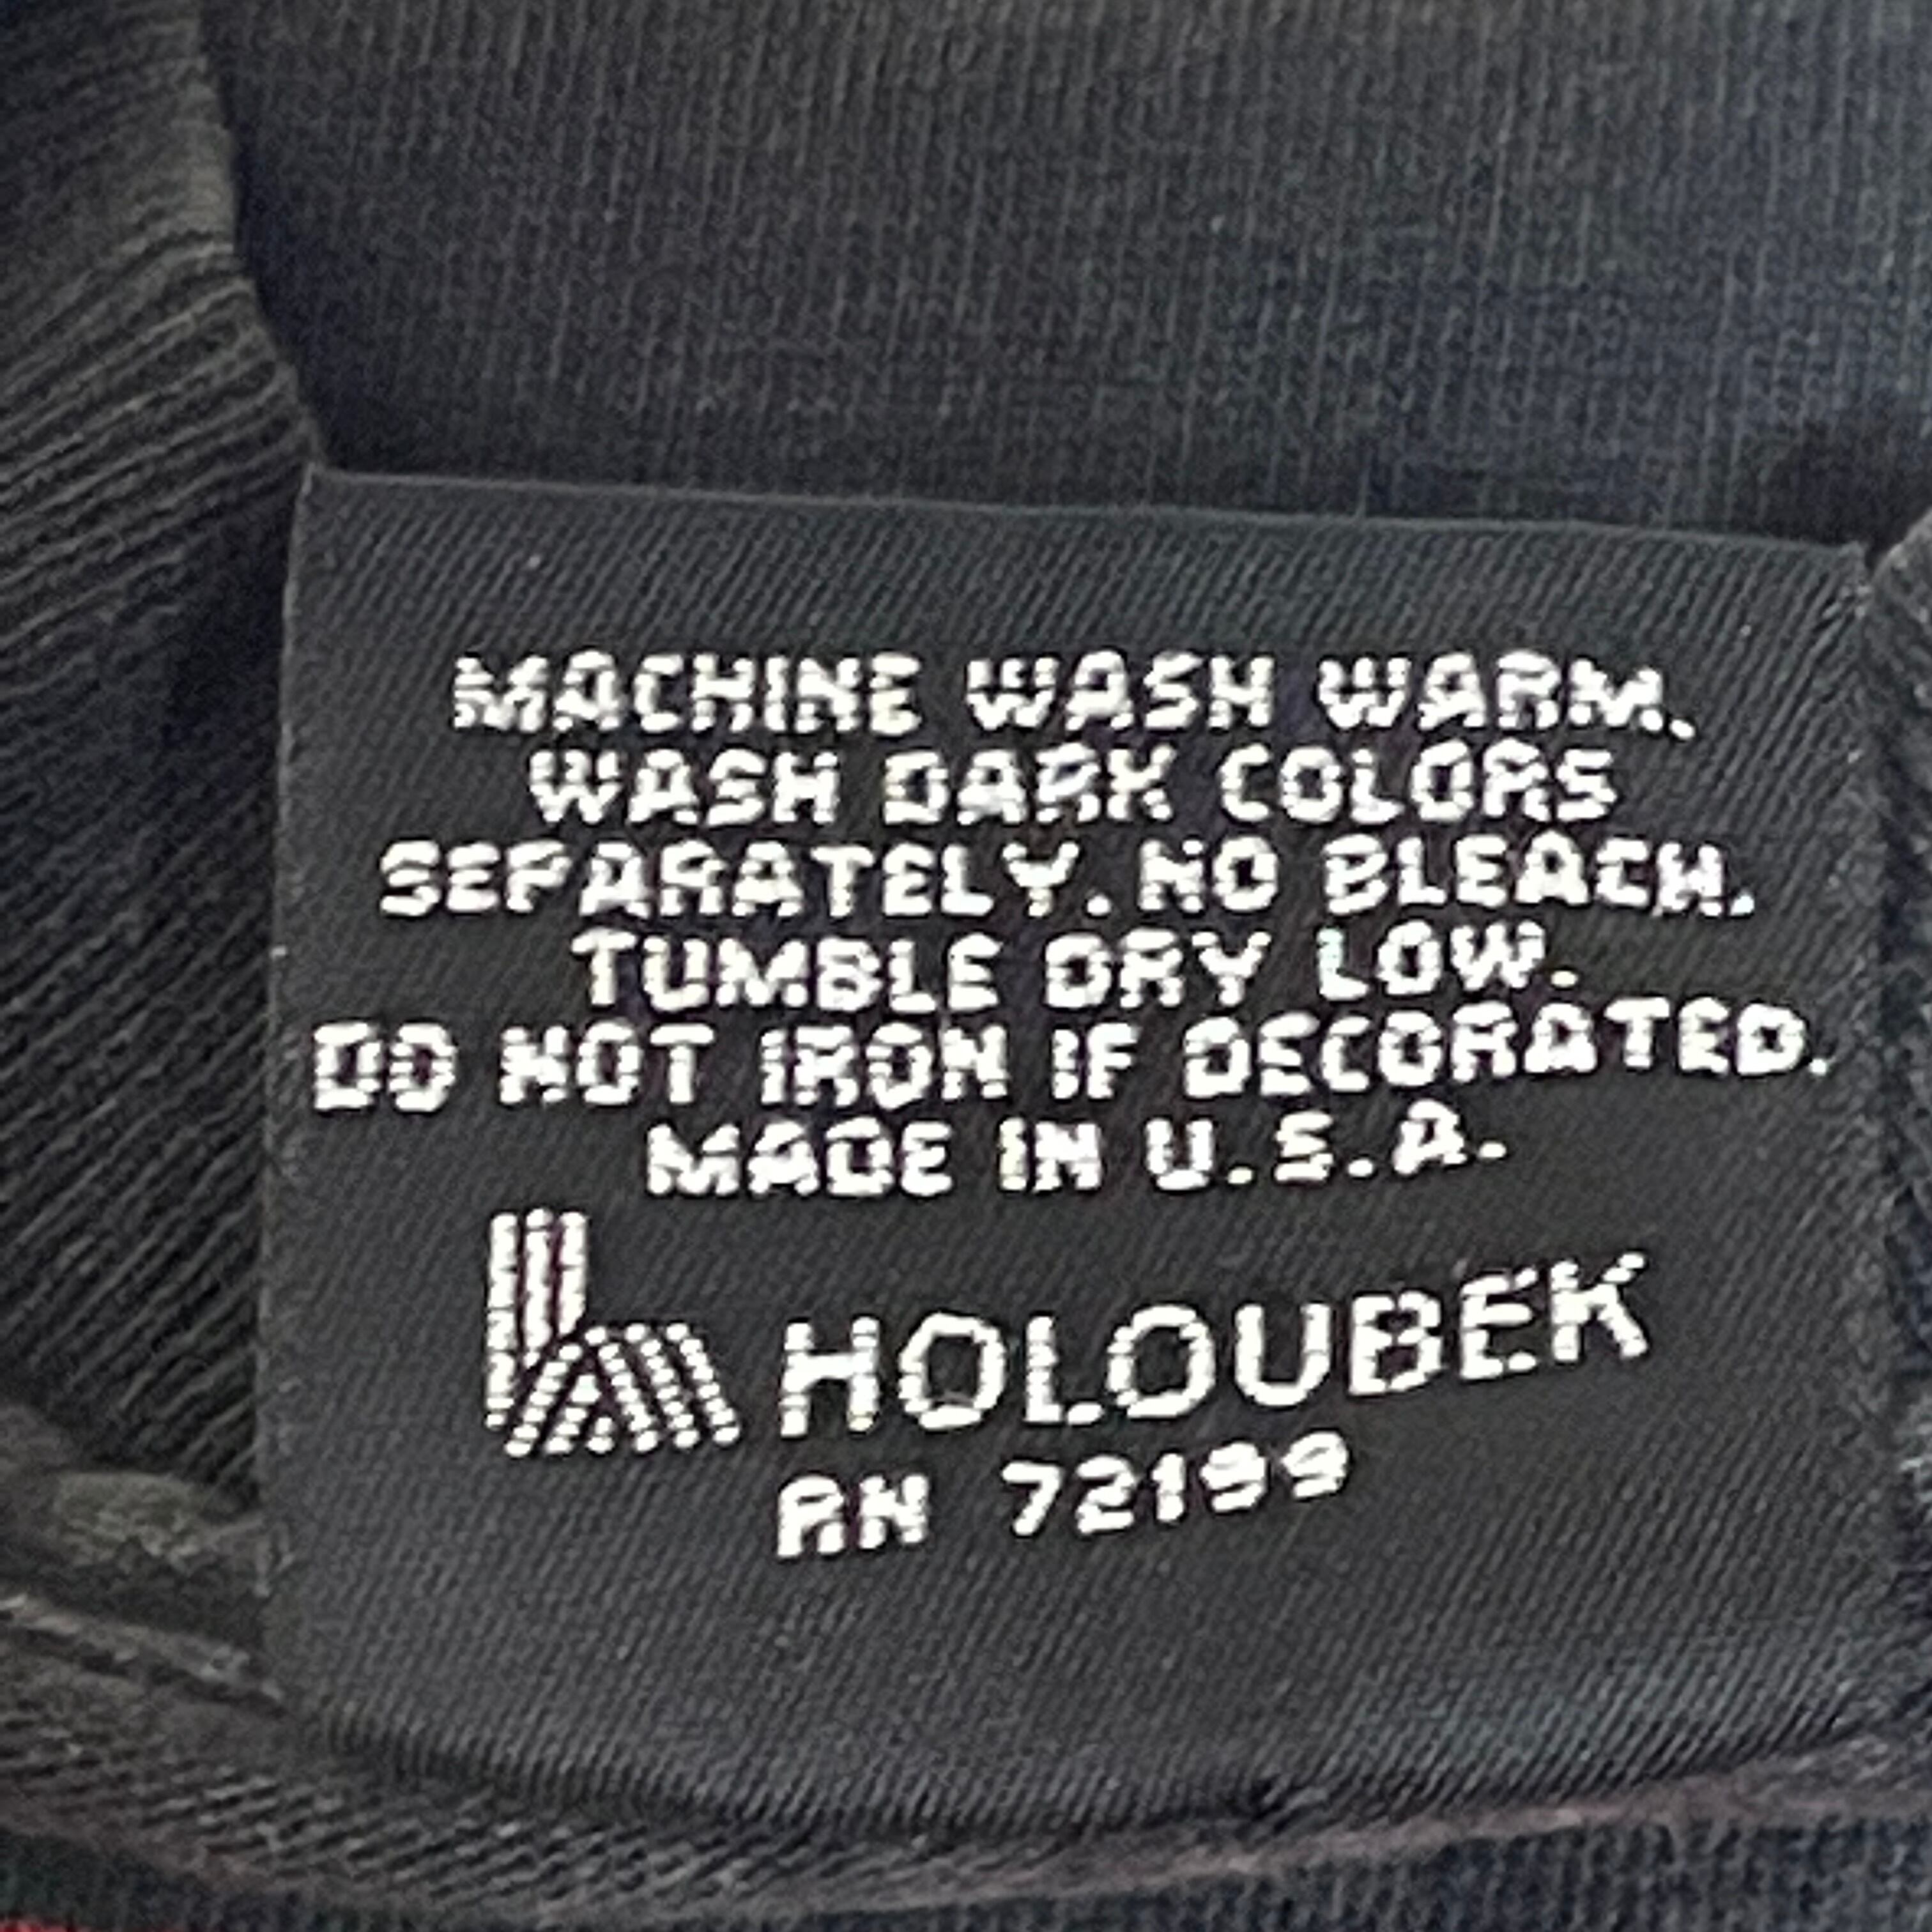 MACHINE WASH WARM.
WASH DARK COLORS
SEPARATELY. NO BLEACH.
TUMBLE DRY LOW.
DO NOT IRON IF DECORATED.
MADE IN U.S.A.
HOLOUBEK
RN 72199